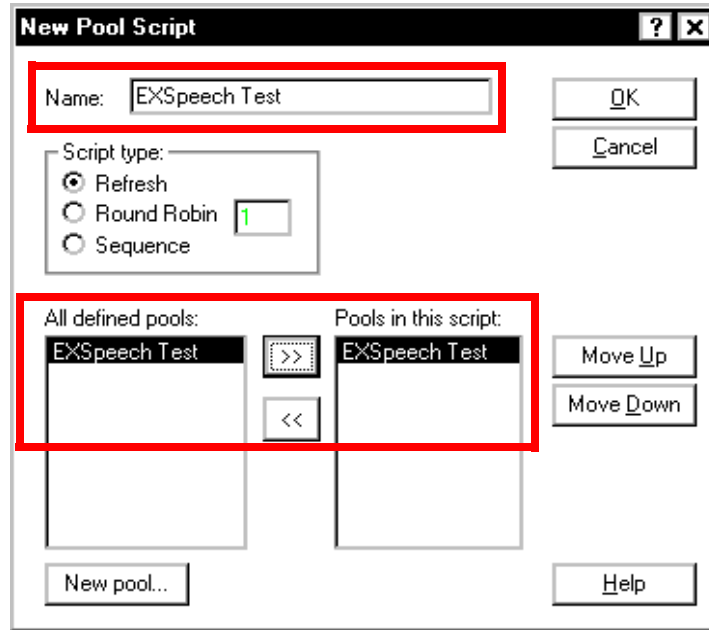 New Pool Script
Name: EXSpeech Test
OK
Cancel
Script type:
Refresh
Round Robin 1
Sequence
All defined pools:
Pools in this script:
EXSpeech Test
>>
EXSpeech Test
<<
Move Up
Move Down
New pool...
Help